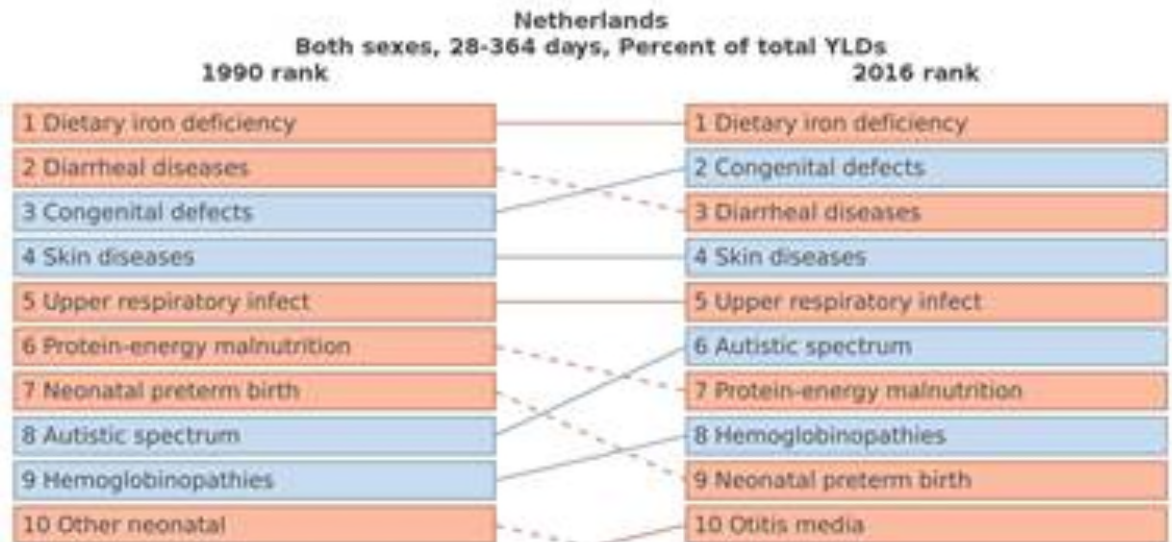 Netherlands
Both sexes, 28-364 days, Percent of total YLDs
1990 rank
2016 rank
1 Dietary iron deficiency
1 Dietary iron deficiency
2 Diarrheal diseases
2 Congenital defects
3 Congenital defects
3 Diarrheal diseases
4 Skin diseases
4 Skin diseases
5 Upper respiratory infect
5 Upper respiratory infect
6 Protein-energy malnutrition
6 Autistic spectrum
7 Neonatal preterm birth
7 Protein-energy malnutrition
8 Autistic spectrum
8 Hemoglobinopathies
9 Hemoglobinopathies
9 Neonatal preterm birth
10 Other neonatal
10 Otitis media